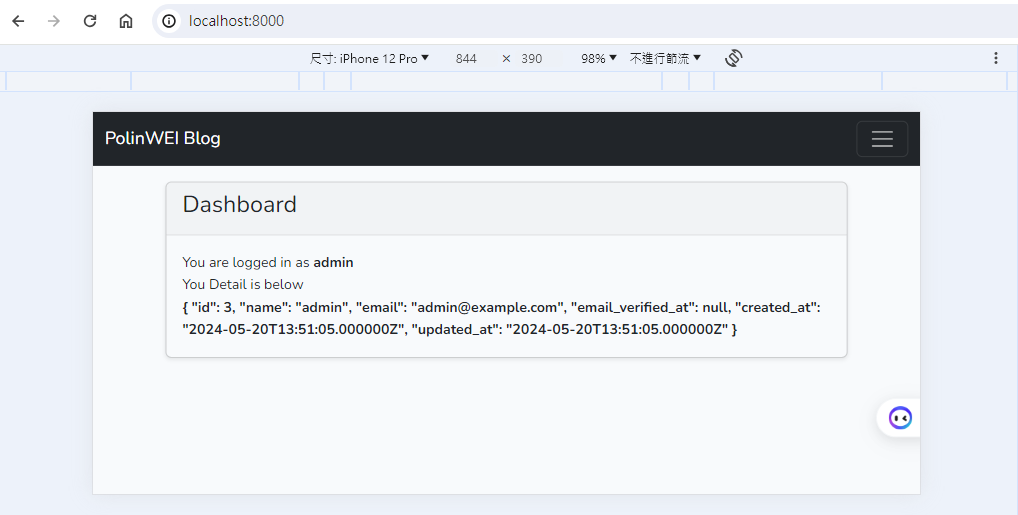 localhost:8000
尺寸: iPhone 12 Pro 844 × 390 98% 不進行節流
PolinWEI Blog
Dashboard
You are logged in as admin
You Detail is below
{ "id": 3, "name": "admin", "email": "admin@example.com", "email_verified_at": null, "created_at":
"2024-05-20T13:51:05.000000Z", "updated_at": "2024-05-20T13:51:05.000000Z" }